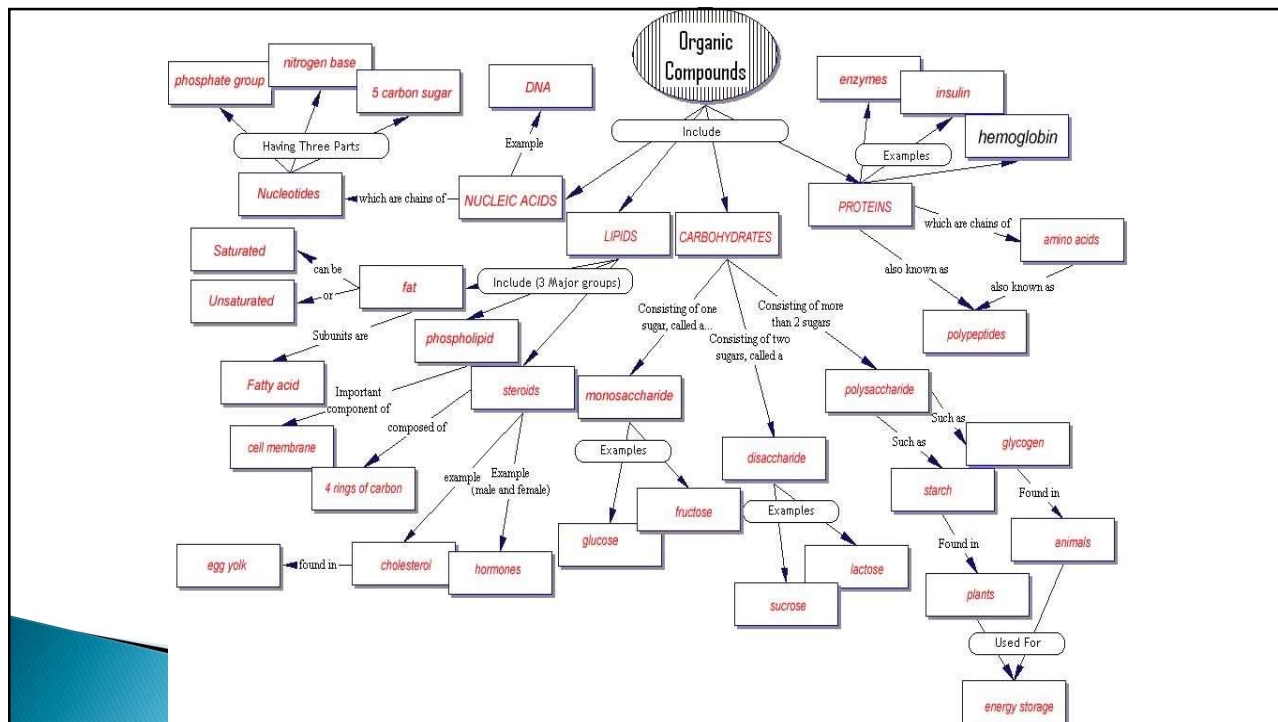 Organic
Compounds
Include
phosphate group
nitrogen base
5 carbon sugar
Having Three Parts
Nucleotides
which are chains of
NUCLEIC ACIDS
Example
DNA
enzymes
insulin
hemoglobin
Examples
PROTEINS
which are chains of
amino acids
also known as
also known as
polypeptides
LIPIDS
Include (3 Major groups)
fat
can be
or
Saturated
Unsaturated
Subunits are
Fatty acid
phospholipid
Important
component of
cell membrane
steroids
composed of
4 rings of carbon
example
cholesterol
found in
egg yolk
Example
(male and female)
hormones
CARBOHYDRATES
Consisting of one
sugar, called a...
monosaccharide
Examples
glucose
fructose
Consisting of two
sugars, called a
disaccharide
Examples
sucrose
lactose
Consisting of more
than 2 sugars
polysaccharide
Such as
starch
Found in
plants
Such as
glycogen
Found in
animals
Used For
energy storage